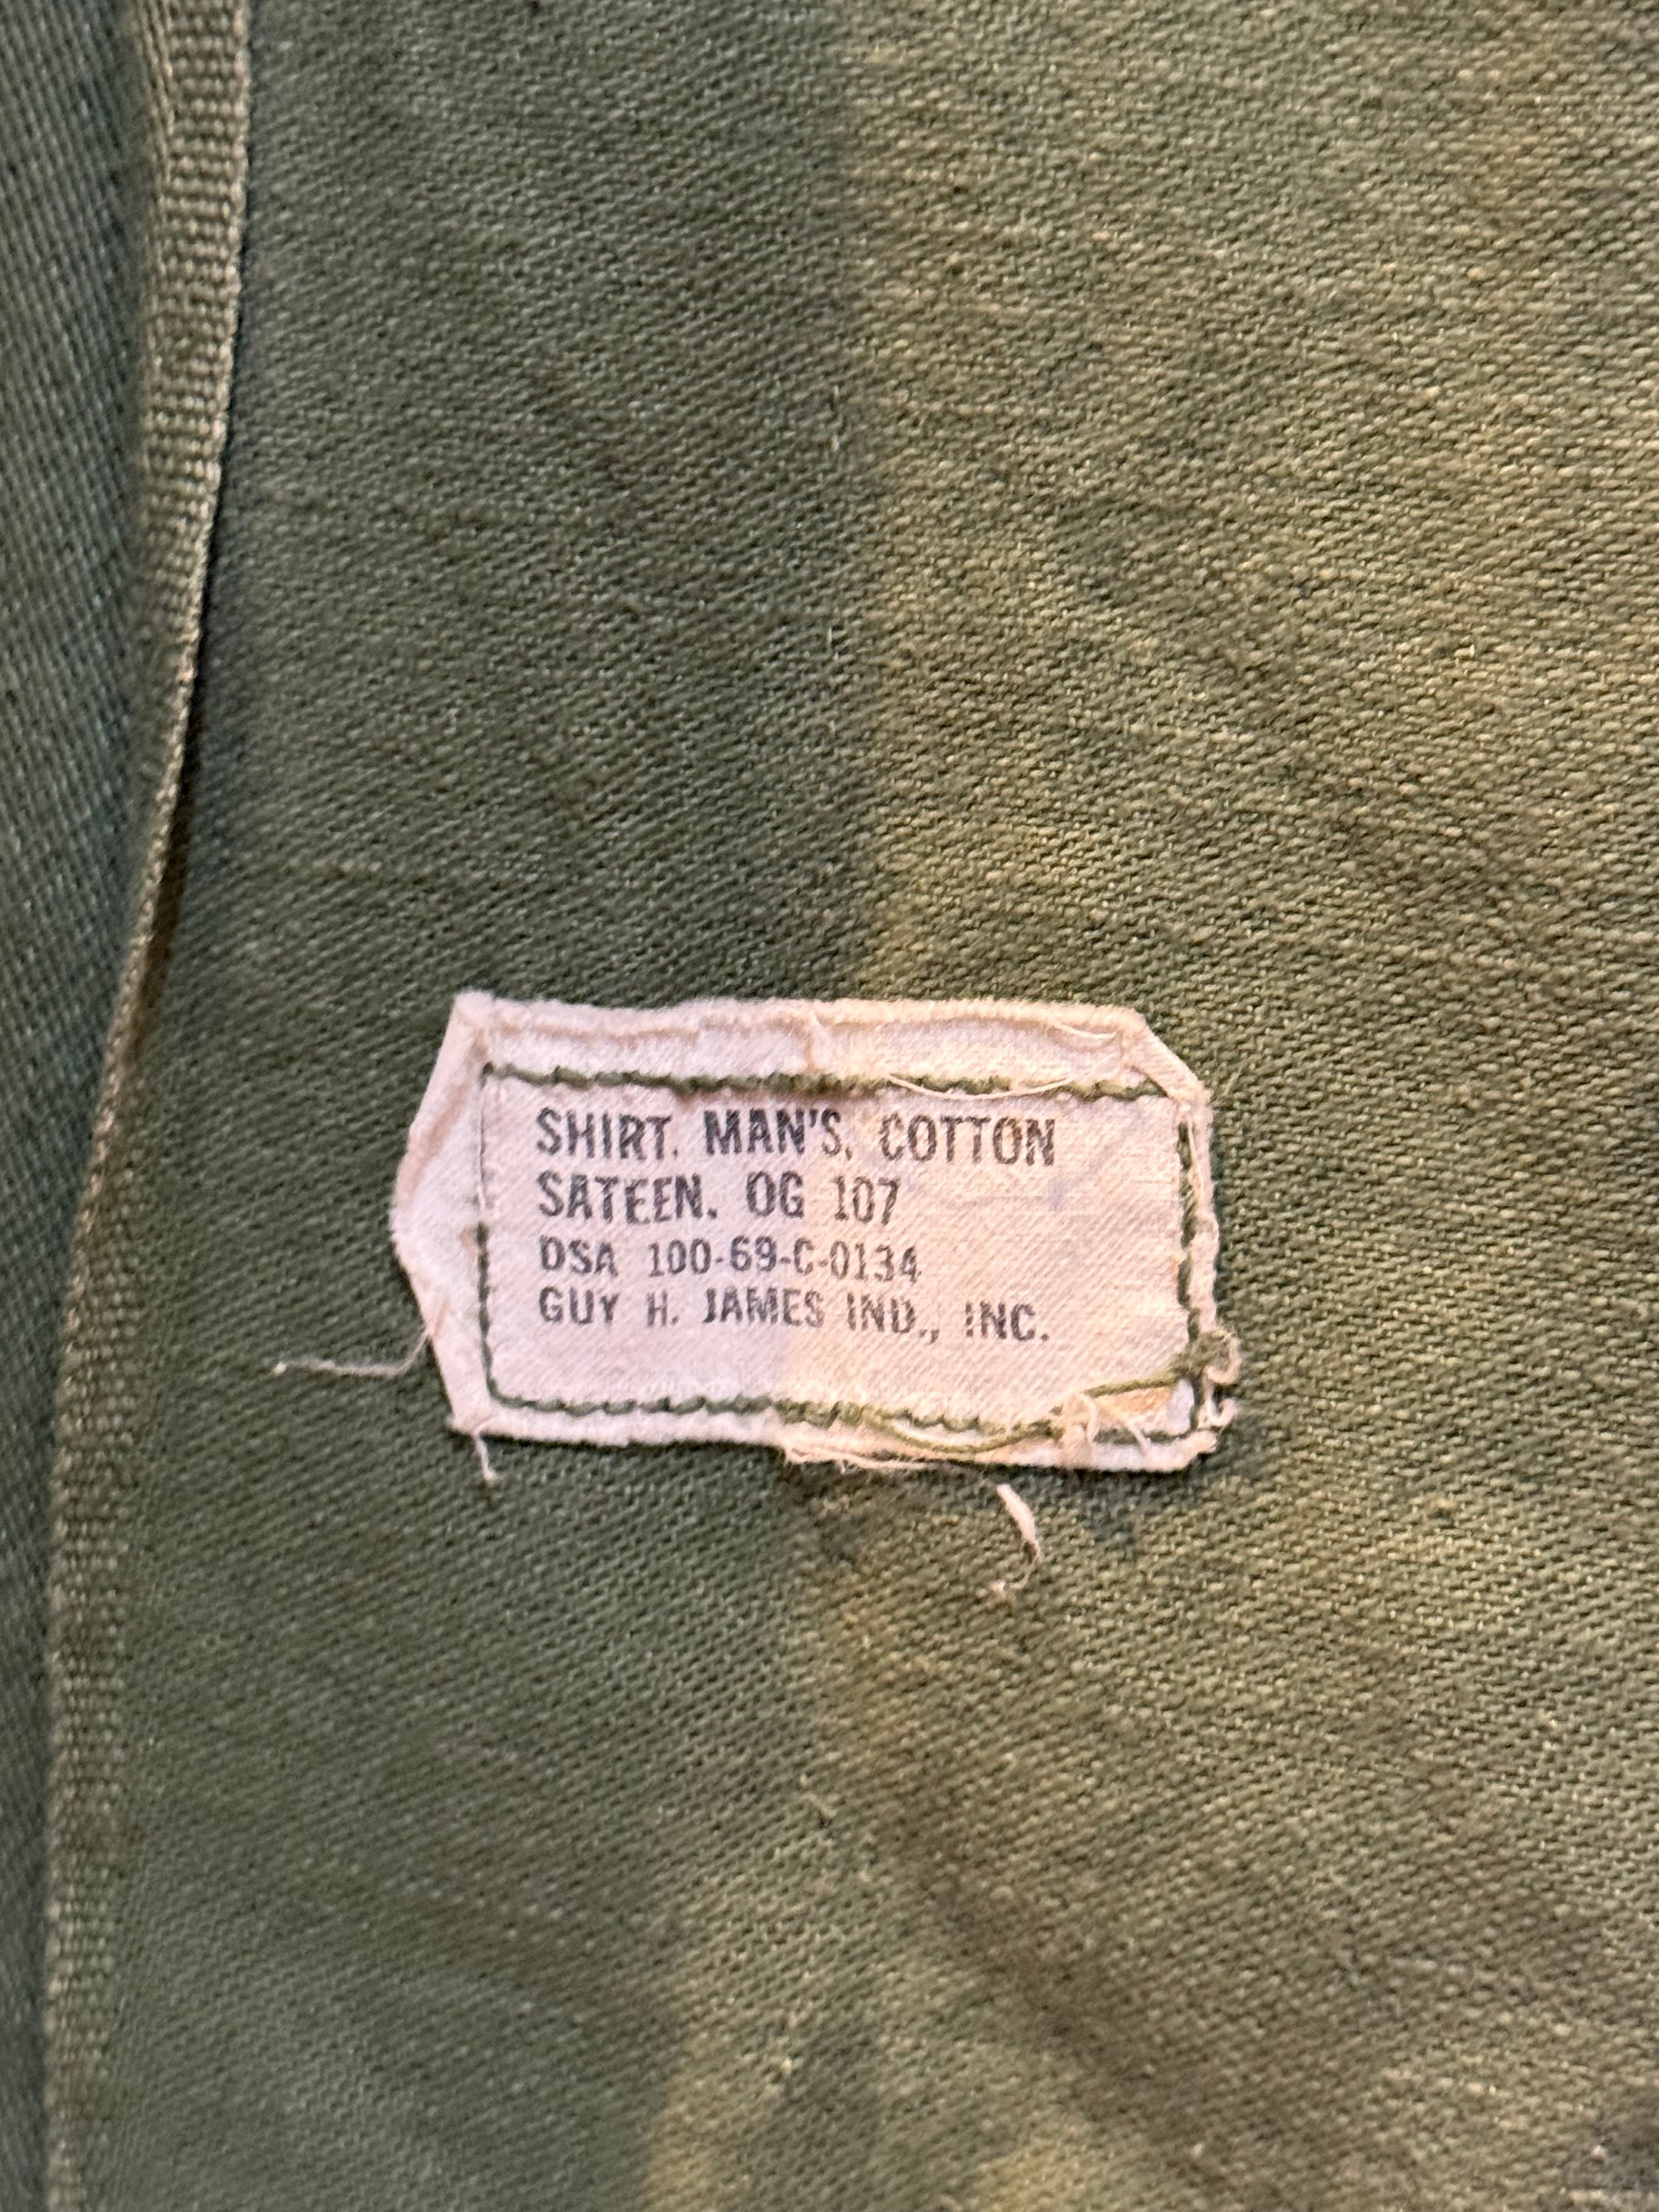 SHIRT. MAN'S. COTTON
SATEEN. OG 107
DSA 100-69-C-0134
GUY H. JAMES IND., INC.